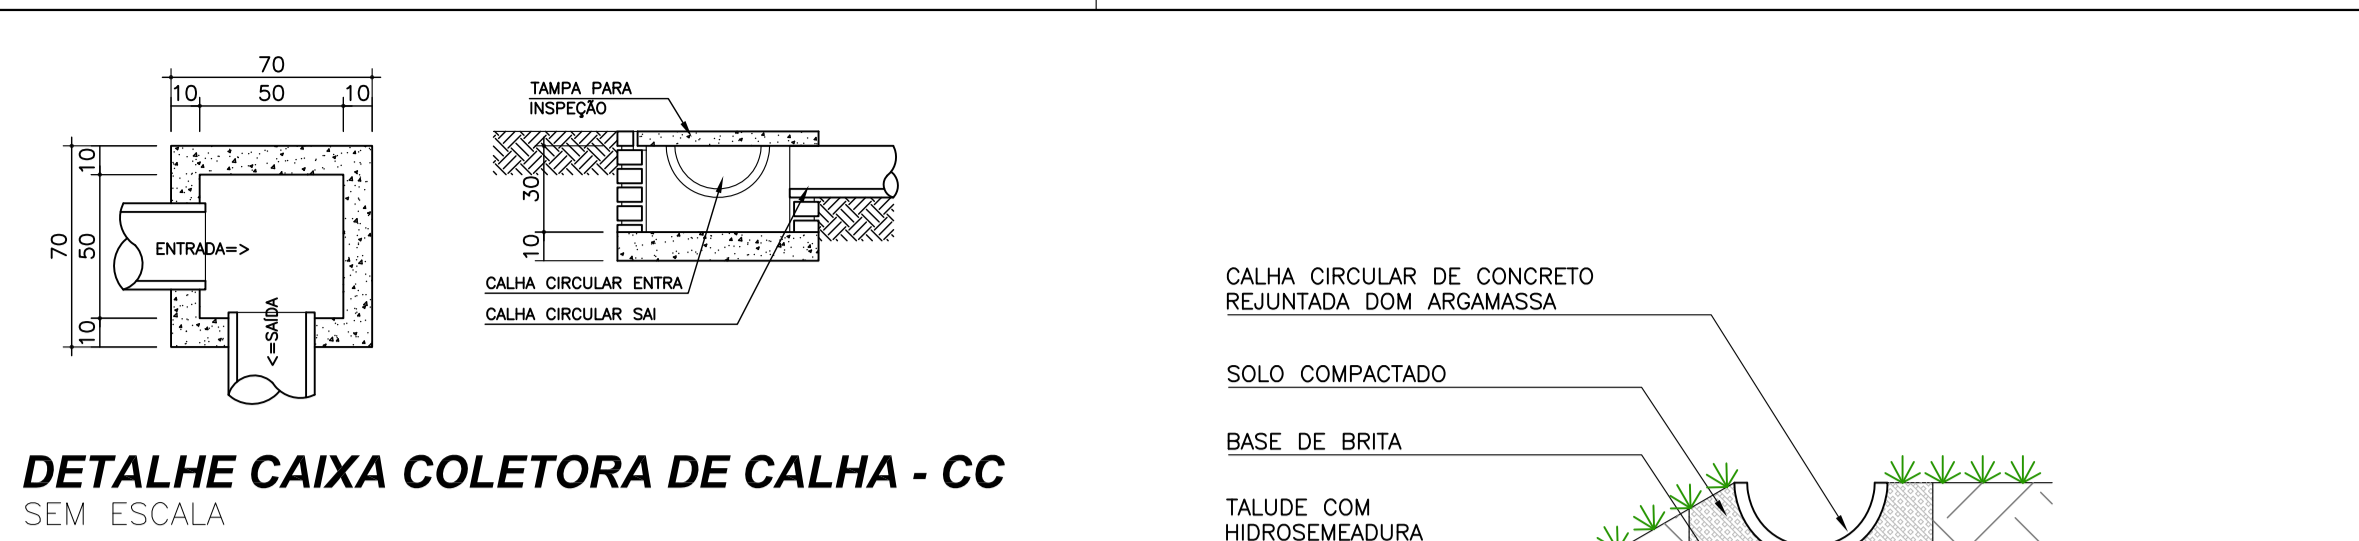 70
10 50 10
10
70
50
10
ENTRADA=>
<=SAÍDA
TAMPA PARA
INSPEÇÃO
30
10
CALHA CIRCULAR ENTRA
CALHA CIRCULAR SAI
DETALHE CAIXA COLETORA DE CALHA - CC
SEM ESCALA
CALHA CIRCULAR DE CONCRETO
REJUNTADA DOM ARGAMASSA
SOLO COMPACTADO
BASE DE BRITA
TALUDE COM
HIDROSEMEADURA